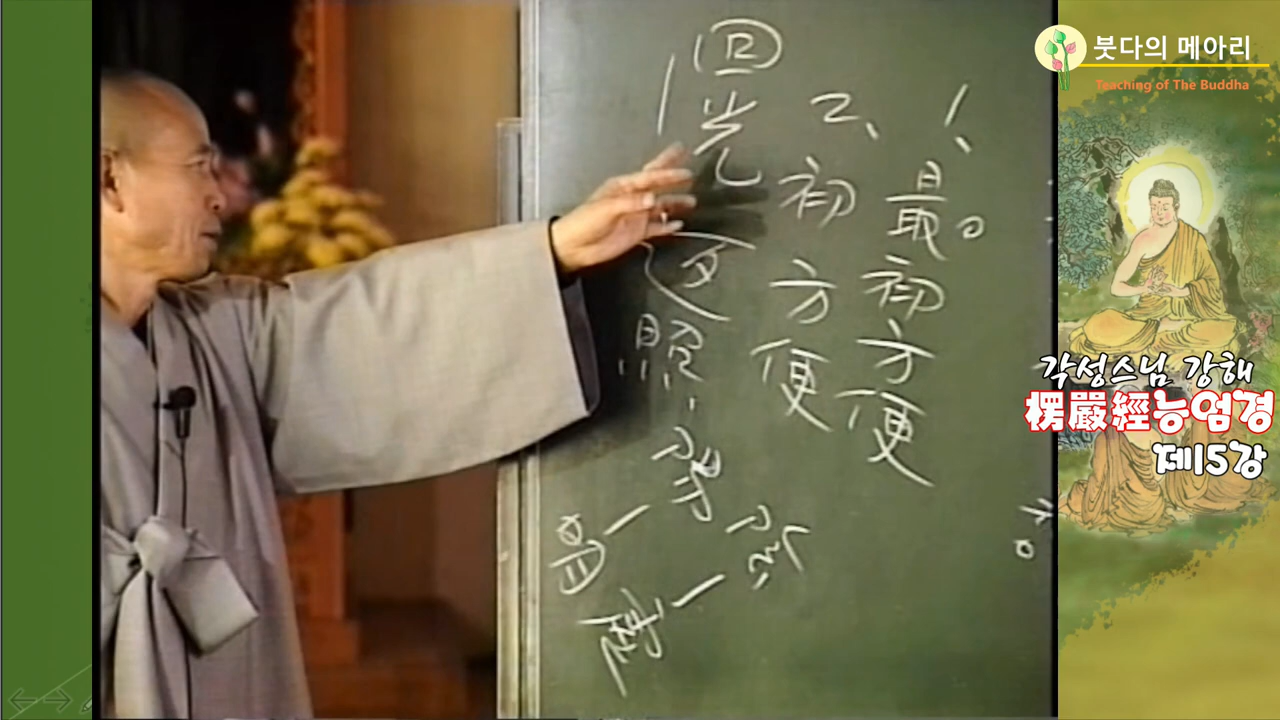 붓다의 메아리
Teaching of The Buddha
각성스님 강해
楞嚴經능엄경
제15강
1、最初方便
2、初方便
回光返照